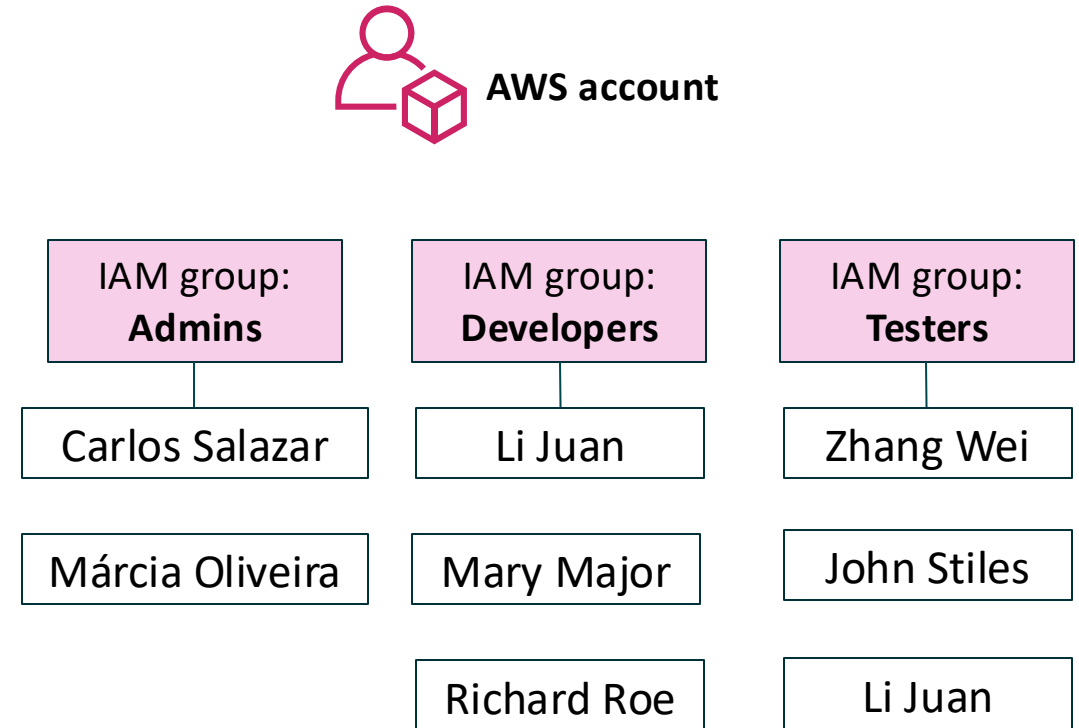 AWS account
IAM group:
Admins
Carlos Salazar
Márcia Oliveira
IAM group:
Developers
Li Juan
Mary Major
Richard Roe
IAM group:
Testers
Zhang Wei
John Stiles
Li Juan